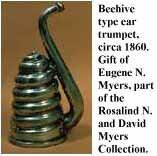 Beehive
type ear
trumpet,
circa 1860.
Gift of
Eugene N.
Myers, part
of the
Rosalind N.
and David
Myers
Collection.